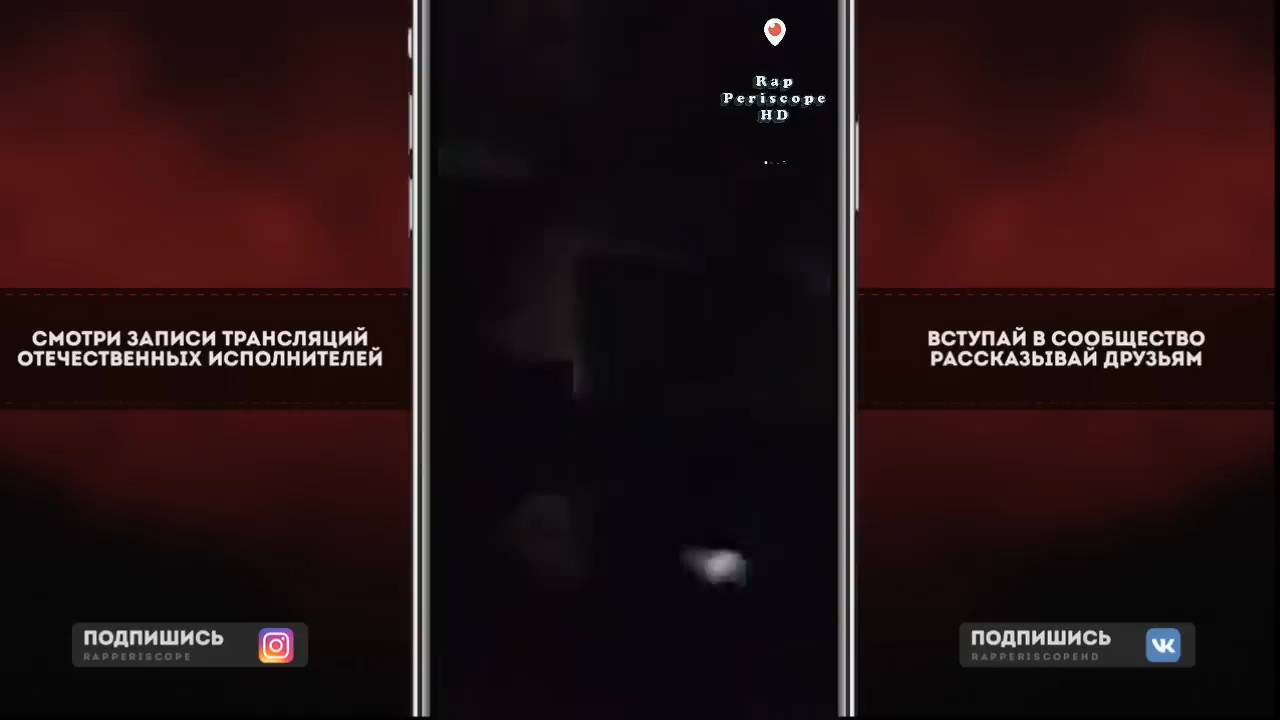 Rap
Periscope
HD
СМОТРИ ЗАПИСИ ТРАНСЛЯЦИЙ
ОТЕЧЕСТВЕННЫХ ИСПОЛНИТЕЛЕЙ
ВСТУПАЙ В СООБЩЕСТВО
РАССКАЗЫВАЙ ДРУЗЬЯМ
ПОДПИШИСЬ
RAPPERISCOPE
ПОДПИШИСЬ
RAPPERISCOPEHD